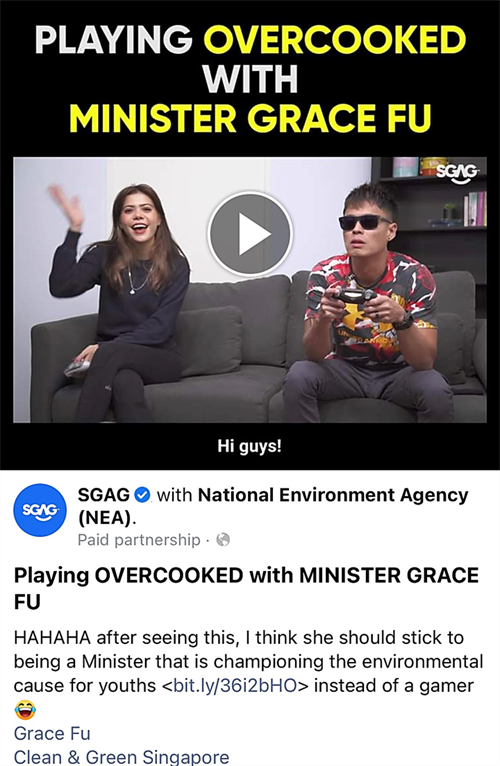 PLAYING OVERCOOKED
WITH
MINISTER GRACE FU
SGAG
Hi guys!
SGAG
SGAG with National Environment Agency
(NEA).
Paid partnership ·
Playing OVERCOOKED with MINISTER GRACE
FU
HAHAHA after seeing this, I think she should stick to
being a Minister that is championing the environmental
cause for youths <bit.ly/36i2bHO> instead of a gamer
😂
Grace Fu
Clean & Green Singapore